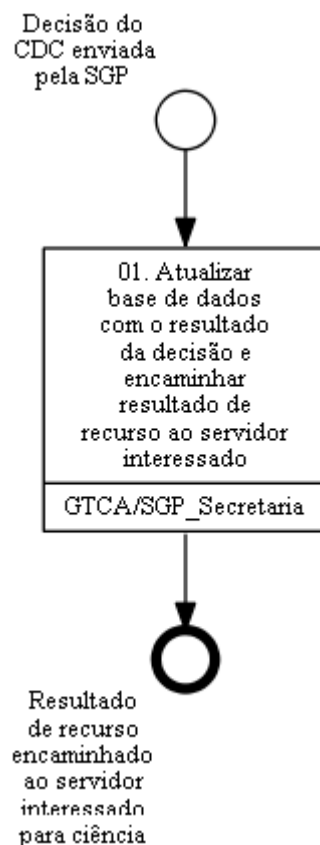 Decisão do
CDC enviada
pela SGP
01. Atualizar
base de dados
com o resultado
da decisão e
encaminhar
resultado de
recurso ao servidor
interessado
GTCA/SGP_Secretaria
Resultado
de recurso
encaminhado
ao servidor
interessado
para ciência